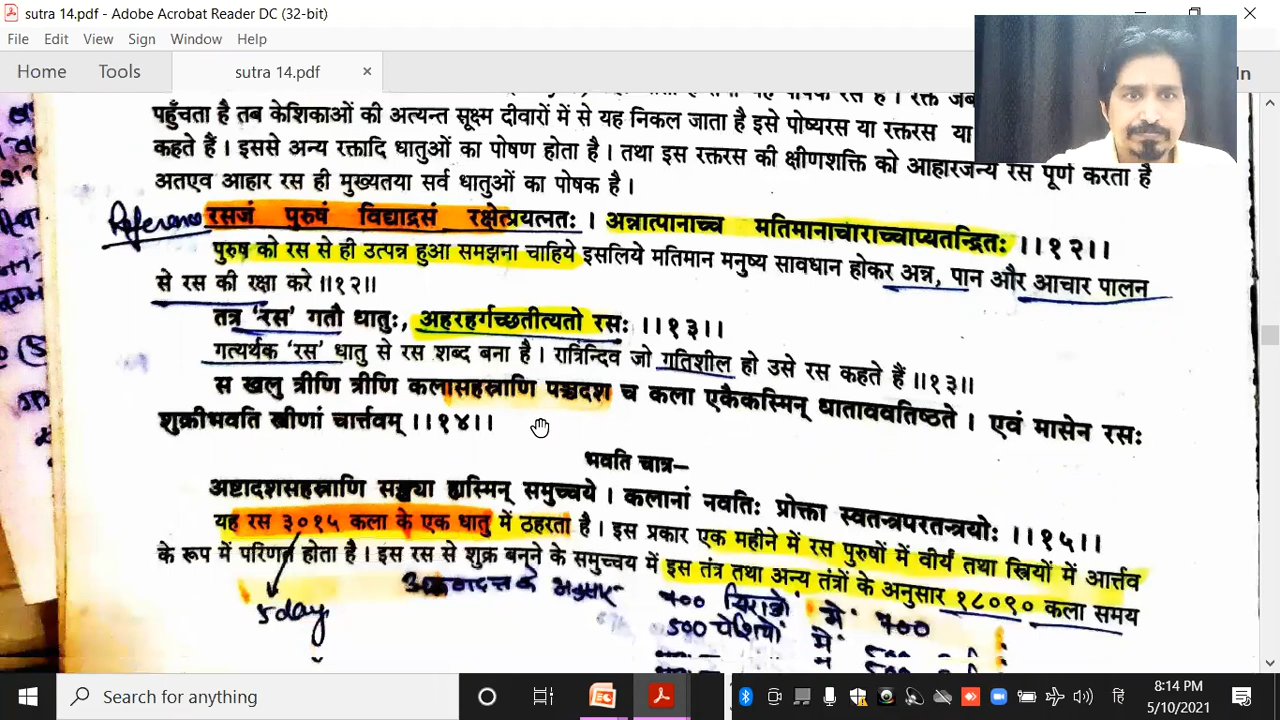 sutra 14.pdf - Adobe Acrobat Reader DC (32-bit)
File Edit View Sign Window Help
Home Tools sutra 14.pdf × In
पहुँचता है तब केशिकाओं की अत्यन्त सूक्ष्म दीवारों में से यह निकल जाता है इसे पोष्यरस या रक्तरस या
कहते हैं । इससे अन्य रक्तादि धातुओं का पोषण होता है । तथा इस रक्तरस की क्षीणशक्ति को आहारजन्य रस पूर्ण करता है
अतएव आहार रस ही मुख्यतया सर्व धातुओं का पोषक है ।
Reference रसजं पुरुषं विद्याद्रसं रक्षेत्प्रयत्नतः । अन्नात्पानाच्च मतिमानाचाराच्चाप्यतन्द्रितः ।।१२।।
पुरुष को रस से ही उत्पन्न हुआ समझना चाहिये इसलिये मतिमान मनुष्य सावधान होकर अन्न, पान और आचार पालन
से रस की रक्षा करे ॥१२॥
तत्र ‘रस’ गतौ धातुः, अहरहर्गच्छतीत्यतो रसः ।।१३।।
गत्यर्थक ‘रस’ धातु से रस शब्द बना है । रात्रिन्दिव जो गतिशील हो उसे रस कहते हैं ॥१३॥
स खलु त्रीणि त्रीणि कलासहस्राणि पञ्चदश च कला एकैकस्मिन् धाताववतिष्ठते । एवं मासेन रसः
शुक्रीभवति स्त्रीणां चार्त्तवम् ।।१४।।
भवति चात्र–
अष्टादशसहस्राणि सङ्ख्या ह्यस्मिन् समुच्चये । कलानां नवतिः प्रोक्ता स्वतन्त्रपरतन्त्रयोः ।।१५।।
यह रस ३०१५ कला के एक धातु में ठहरता है । इस प्रकार एक महीने में रस पुरुषों में वीर्य तथा स्त्रियों में आर्त्तव
के रूप में परिणत होता है । इस रस से शुक्र बनने के समुच्चय में इस तंत्र तथा अन्य तंत्रों के अनुसार १८०९० कला समय
के अनुसार
5 day
700 सिराओं में 700
500 पेशियों में
Type Search for anything
8:14 PM
5/10/2021